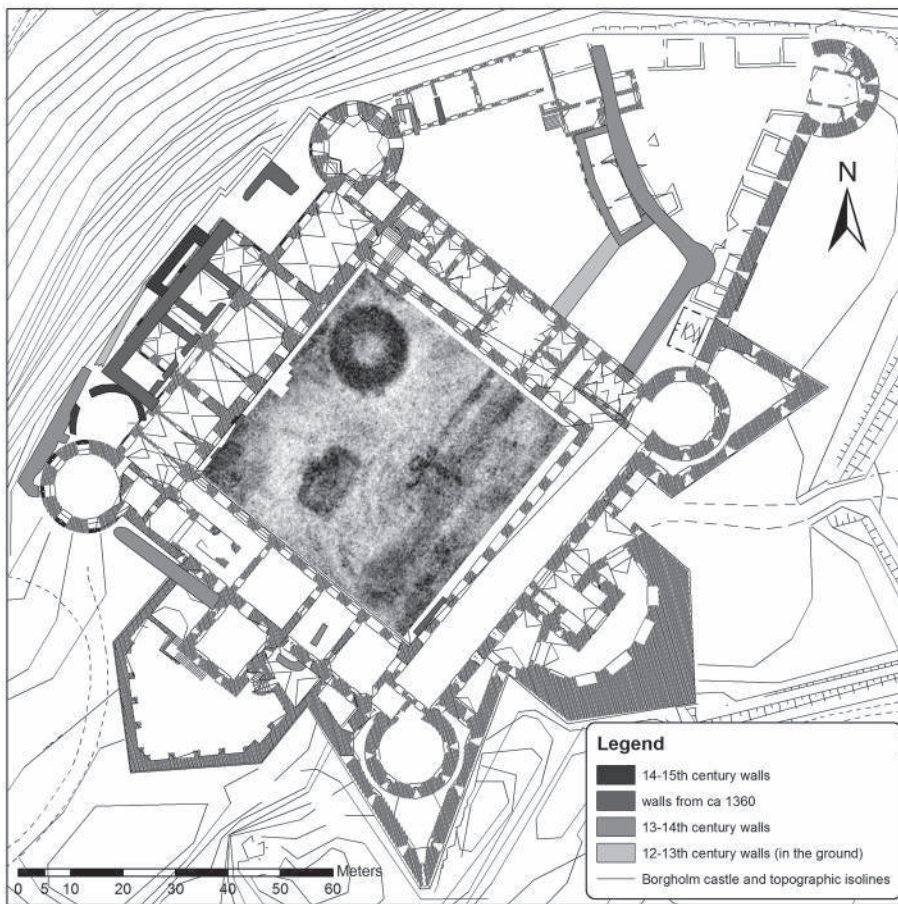 N
Legend
14-15th century walls
walls from ca 1360
13-14th century walls
12-13th century walls (in the ground)
Borgholm castle and topographic isolines
0 5 10 20 30 40 50 60 Meters